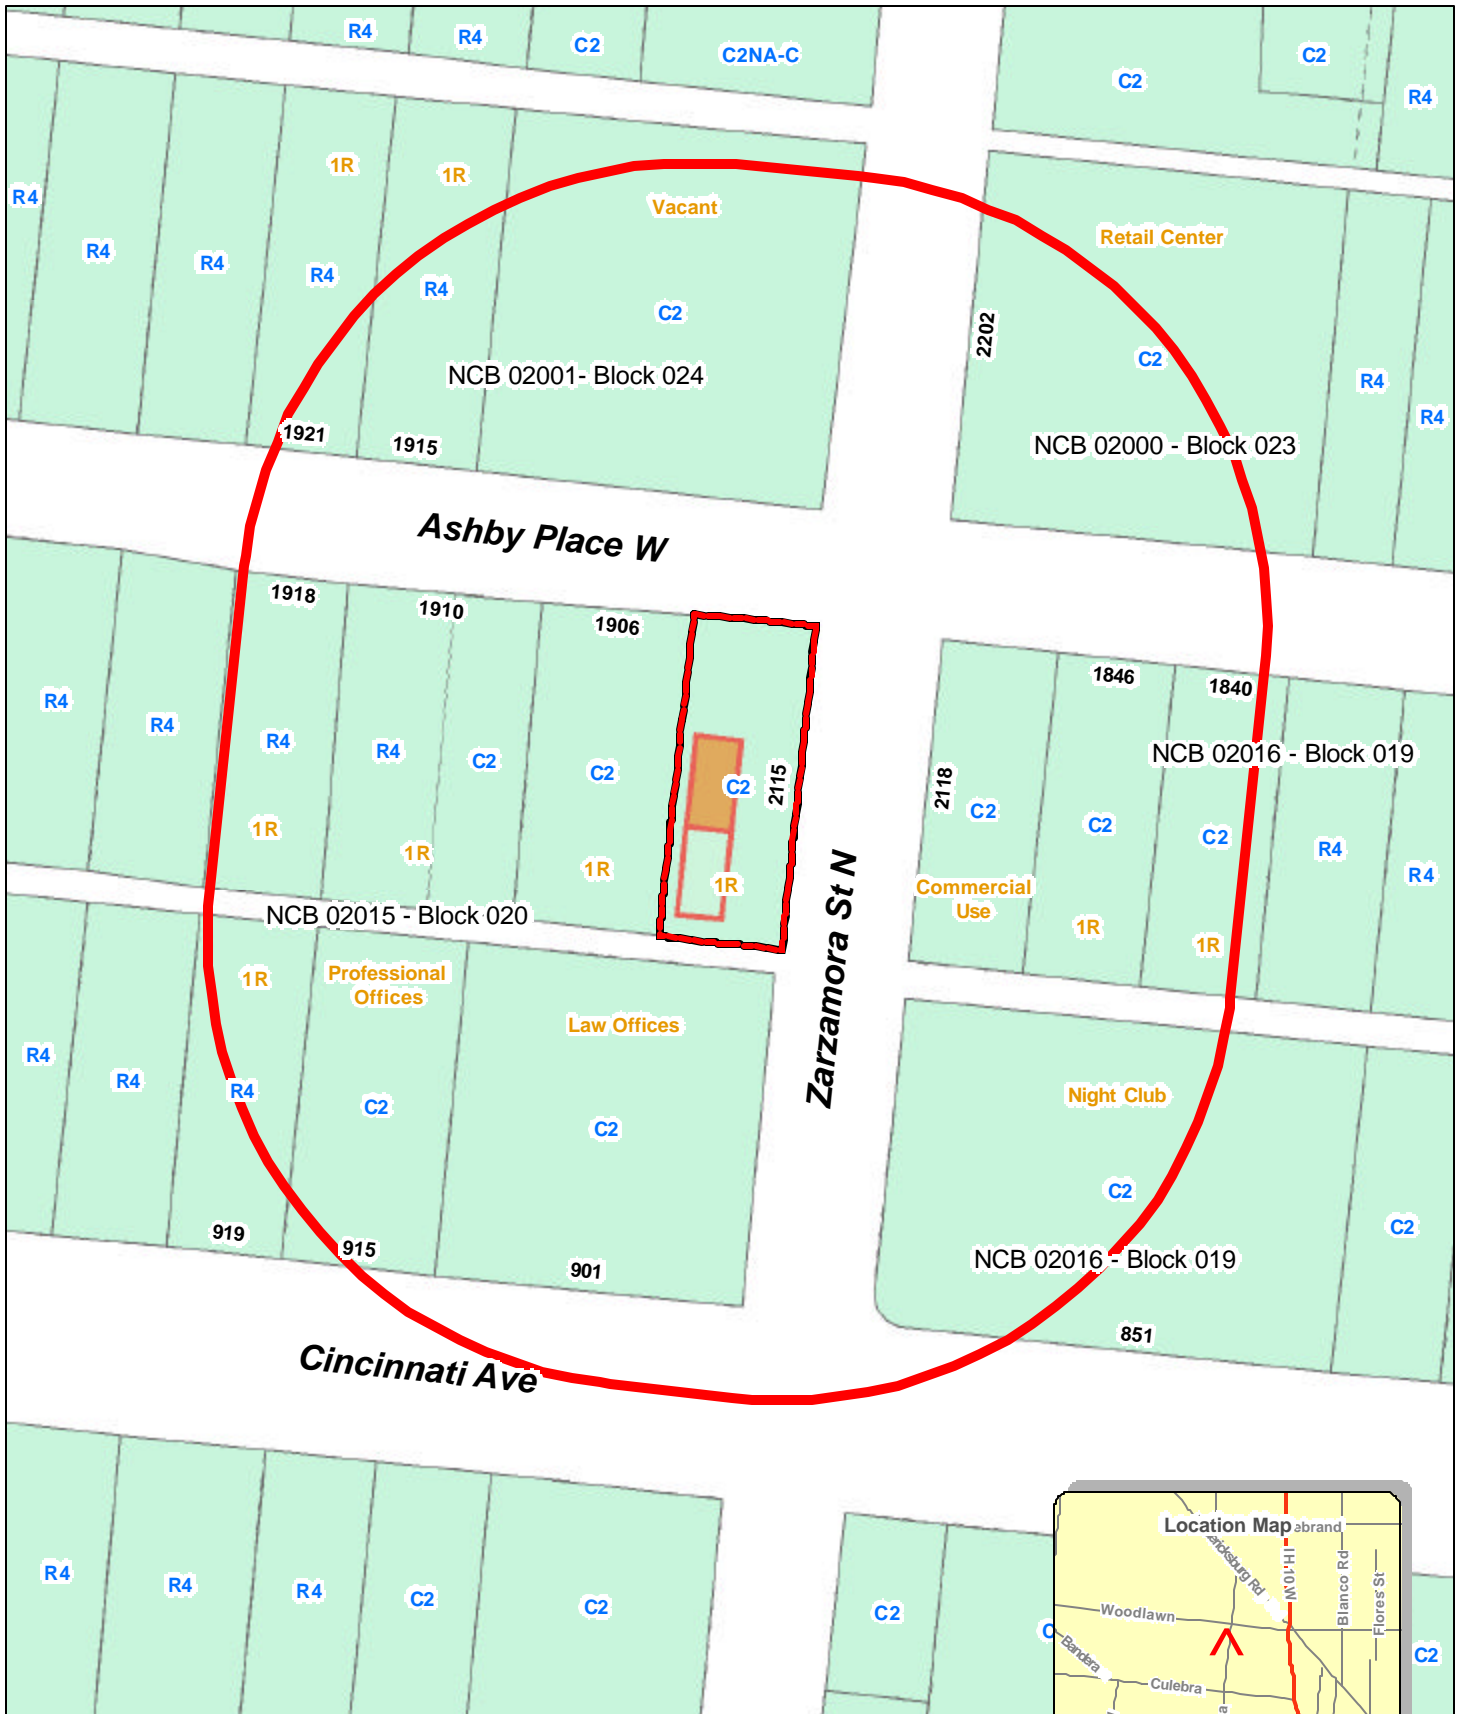 R4
R4
C2
C2NA-C
C2
C2
R4
1R
1R
Vacant
Retail Center
R4
R4
R4
R4
R4
C2
2202
C2
R4
R4
NCB 02001- Block 024
NCB 02000 - Block 023
1921
1915
Ashby Place W
1918
1910
1906
1846
1840
R4
R4
R4
R4
C2
C2
C2
2115
2118
NCB 02016 - Block 019
C2
C2
C2
R4
R4
1R
1R
1R
1R
Commercial
Use
1R
1R
NCB 02015 - Block 020
Zarzamora St N
1R
Professional
Offices
Law Offices
R4
R4
R4
C2
C2
Night Club
C2
C2
919
915
901
NCB 02016 - Block 019
851
Cincinnati Ave
R4
R4
R4
C2
C2
C2
C2
Location Map
ebrand
ericksburg Rd
IH 10 W
Blanco Rd
Flores St
Woodlawn
Bandera
Culebra
a